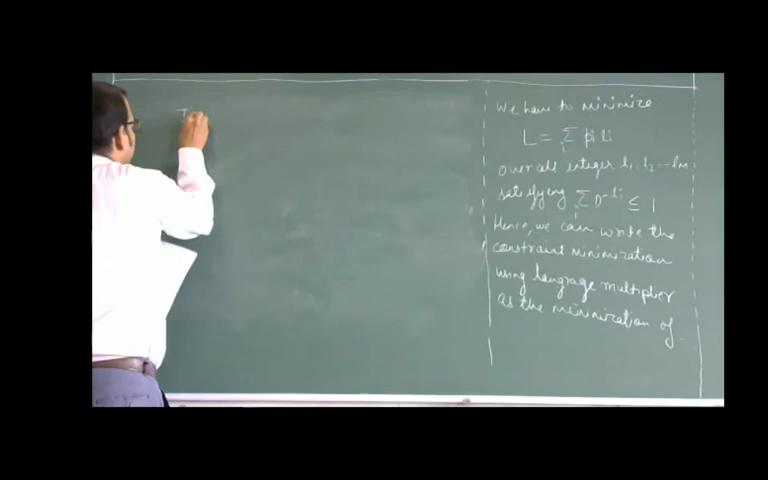 T
We have to minimize
L = ∑ᵢ pi li
over all integer l1, l2 .. lm
satisfying ∑ᵢ D^-li ≤ 1
Hence, we can write the
constraint minimization
using langrage multiplier
as the minimization of